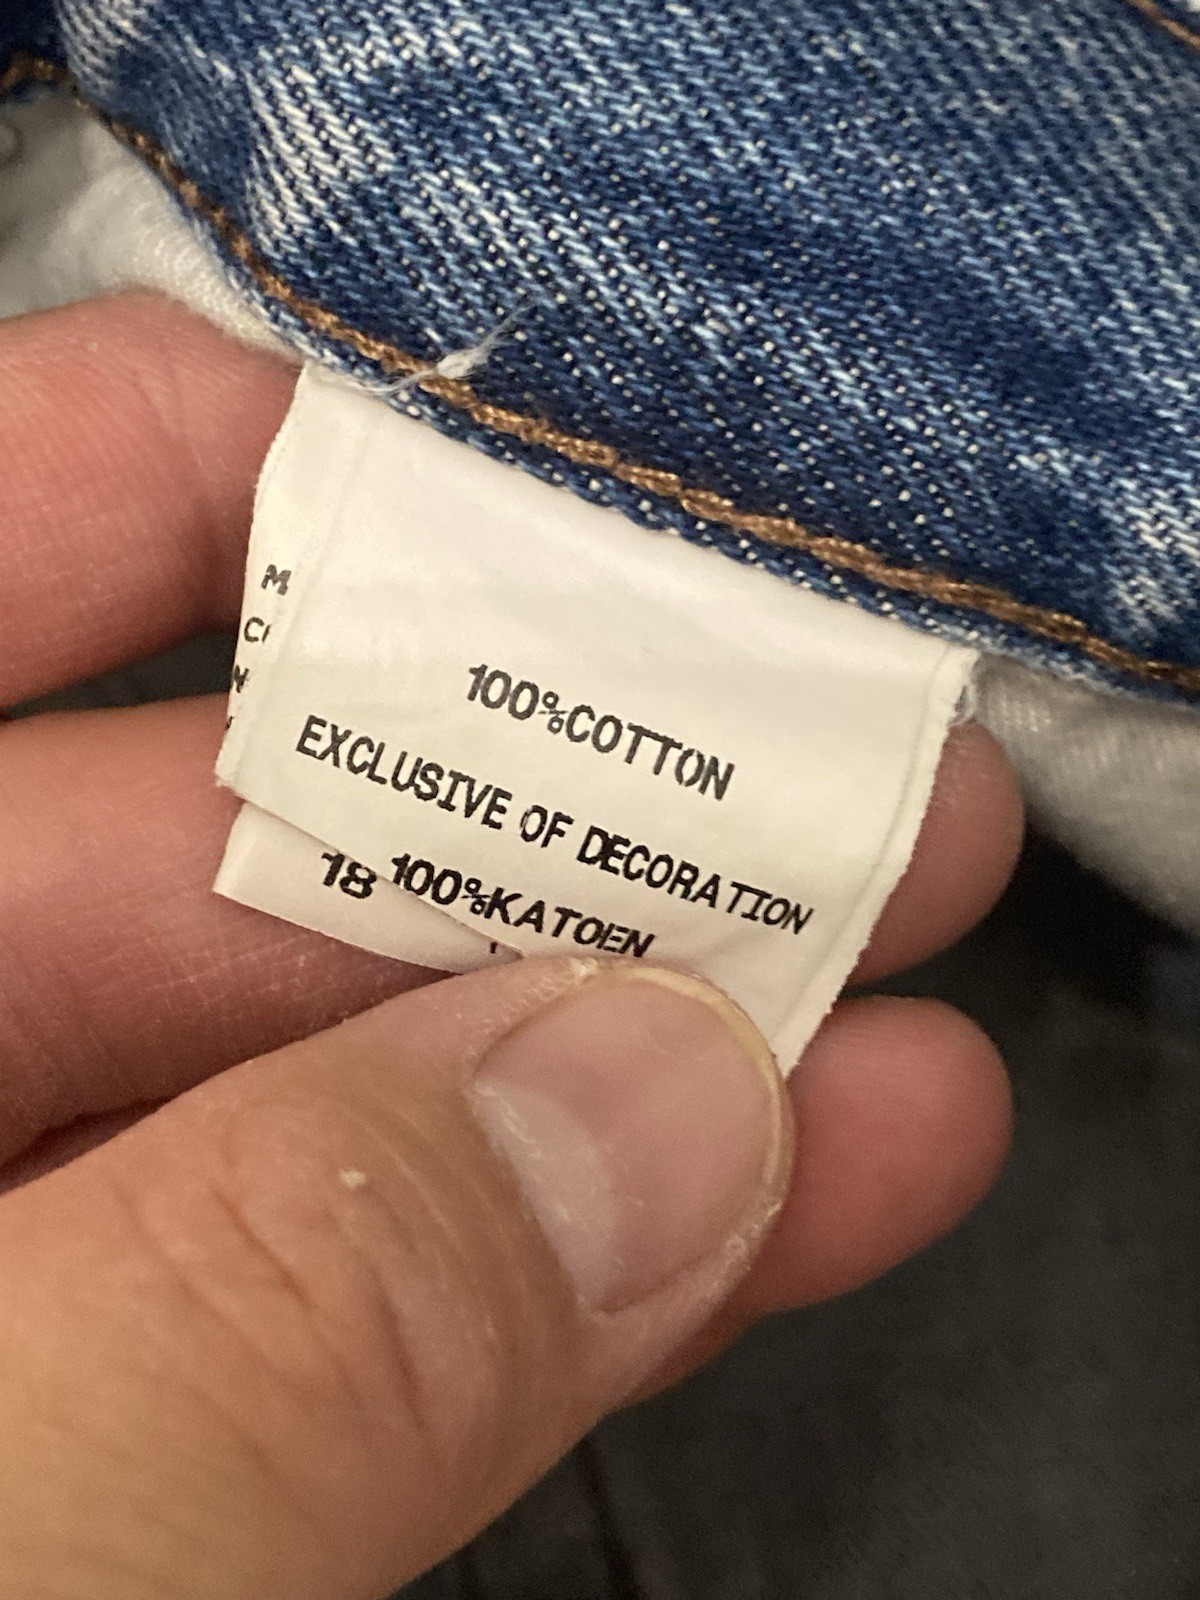 100%COTTON
EXCLUSIVE OF DECORATION
100%KATOEN
18